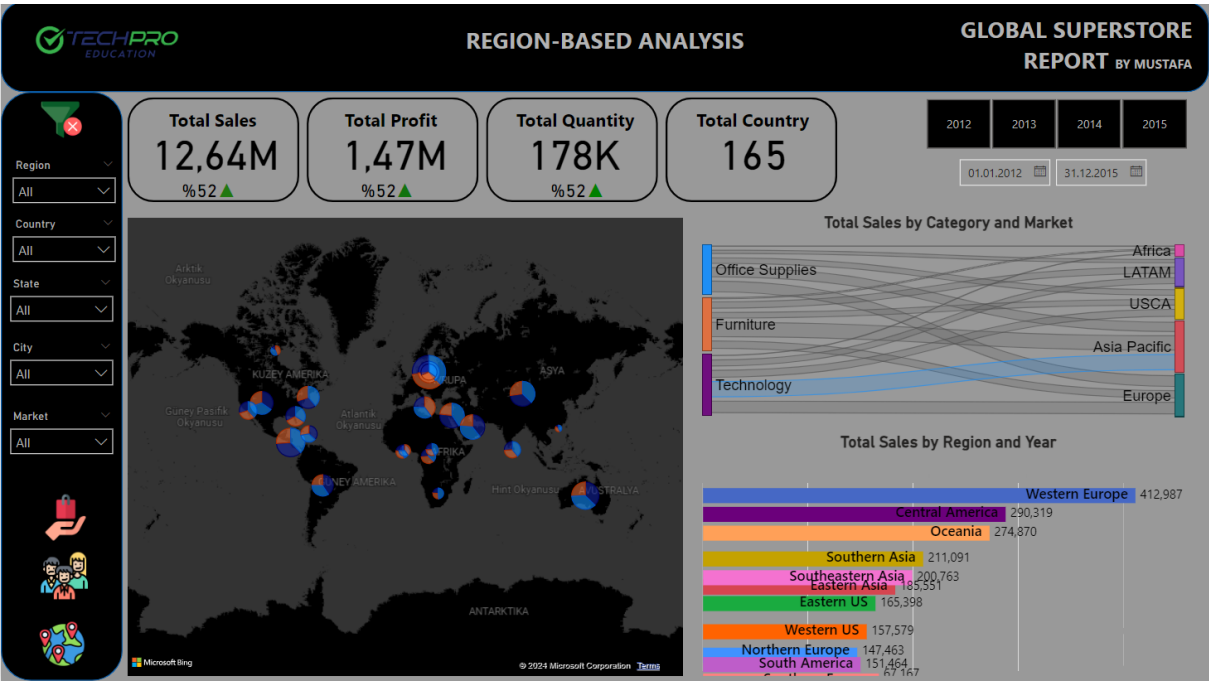 TECHPRO
EDUCATION
REGION-BASED ANALYSIS
GLOBAL SUPERSTORE
REPORT BY MUSTAFA
Region
All
Country
All
State
All
City
All
Market
All
Total Sales
12,64M
%52
Total Profit
1,47M
%52
Total Quantity
178K
%52
Total Country
165
2012
2013
2014
2015
01.01.2012
31.12.2015
Arktik
Okyanusu
KUZEY AMERIKA
ASYA
Guney Pasifik
Okyanusu
Atlantik
Okyanusu
GUNEY AMERIKA
Hint Okyanusu
AVUSTRALYA
ANTARKTIKA
Microsoft Bing
© 2024 Microsoft Corporation Terms
Total Sales by Category and Market
Office Supplies
Furniture
Technology
Africa
LATAM
USCA
Asia Pacific
Europe
Total Sales by Region and Year
Western Europe 412,987
Central America 290,319
Oceania 274,870
Southern Asia 211,091
Southeastern Asia 200,763
Eastern Asia 185,551
Eastern US 165,398
Western US 157,579
Northern Europe 147,463
South America 151,464
67,167